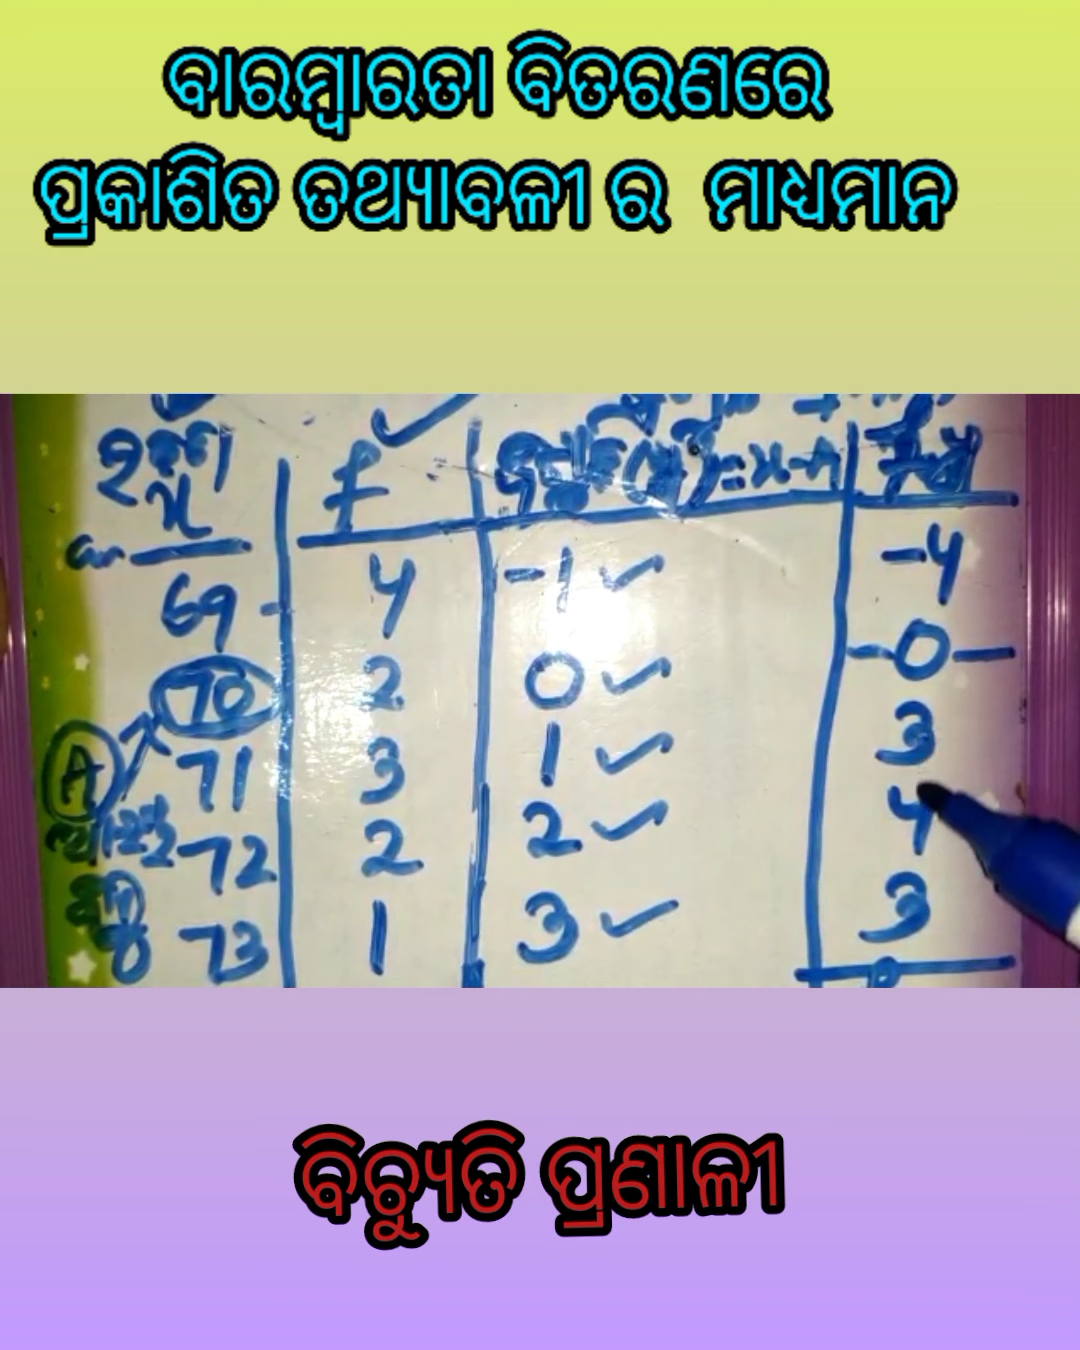 ବାରମ୍ବାରତା ବିତରଣରେ
ପ୍ରକାଶିତ ତଥ୍ୟାବଳୀ ର ମାଧ୍ୟମାନ
x f = x-A
69 4 -1 ✓ -4
70 2 0 ✓ -0-
A 71 3 1 ✓ 3
72 2 2 ✓ 4
73 1 3 ✓ 3
ବିଚ୍ୟୁତି ପ୍ରଣାଳୀ